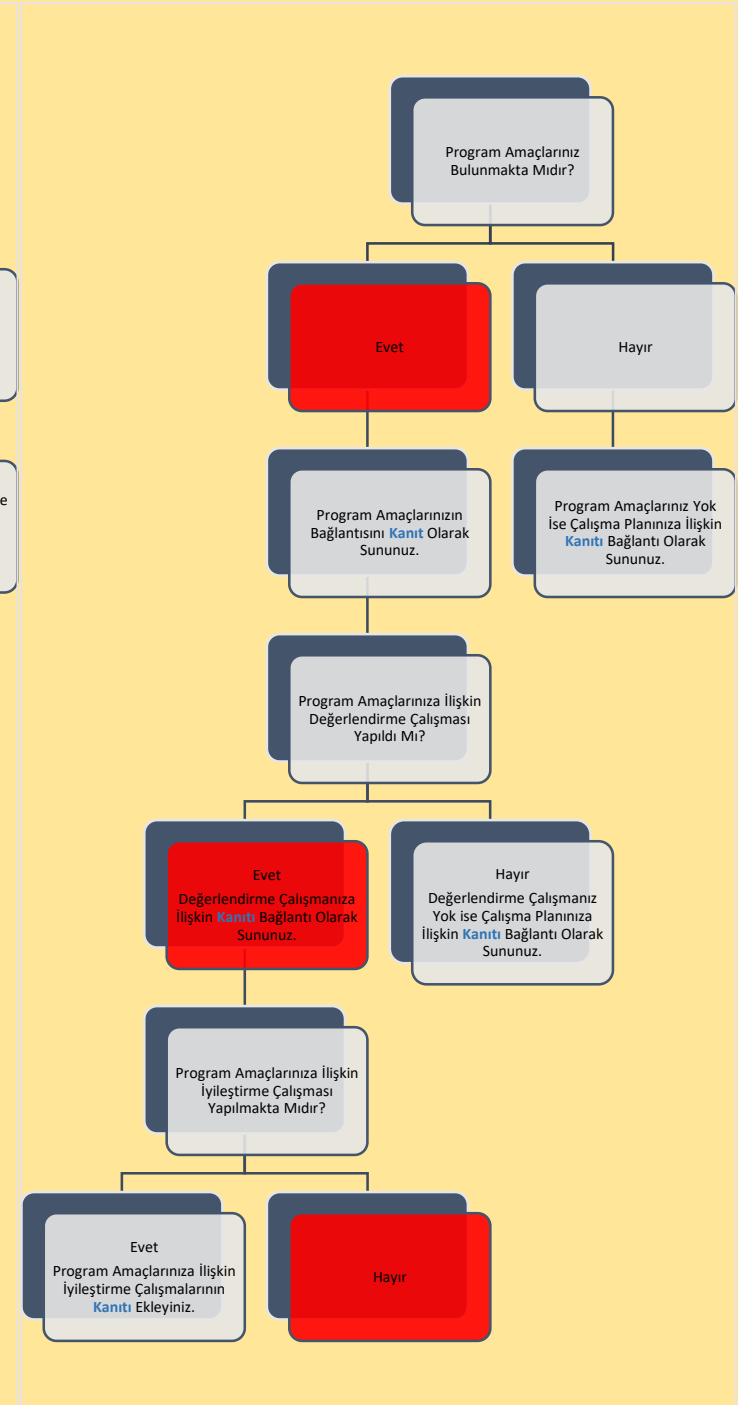 Program Amaçlarınız
Bulunmakta Mıdır?
Evet
Hayır
Program Amaçlarınızın
Bağlantısını Kanıt Olarak
Sununuz.
Program Amaçlarınız Yok
İse Çalışma Planınıza İlişkin
Kanıtı Bağlantı Olarak
Sununuz.
e
Program Amaçlarınıza İlişkin
Değerlendirme Çalışması
Yapıldı Mı?
Evet
Değerlendirme Çalışmanıza
İlişkin Kanıtı Bağlantı Olarak
Sununuz.
Hayır
Değerlendirme Çalışmanız
Yok ise Çalışma Planınıza
İlişkin Kanıtı Bağlantı Olarak
Sununuz.
Program Amaçlarınıza İlişkin
İyileştirme Çalışması
Yapılmakta Mıdır?
Evet
Program Amaçlarınıza İlişkin
İyileştirme Çalışmalarının
Kanıtı Ekleyiniz.
Hayır